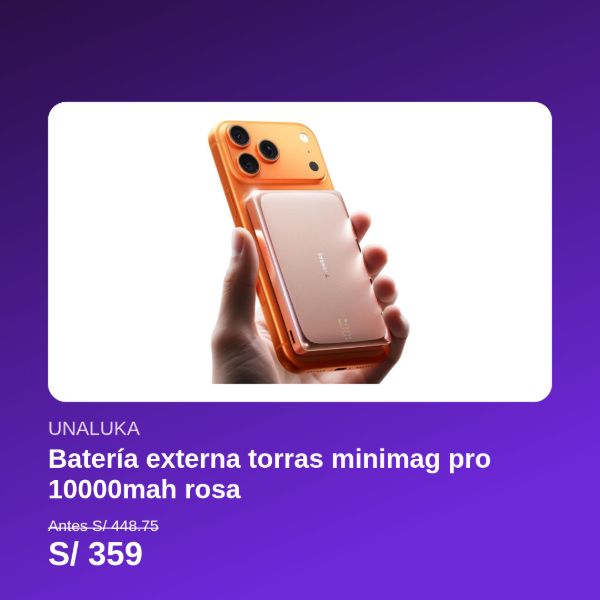 UNALUKA
Batería externa torras minimag pro
10000mah rosa
Antes S/ 448.75
S/ 359